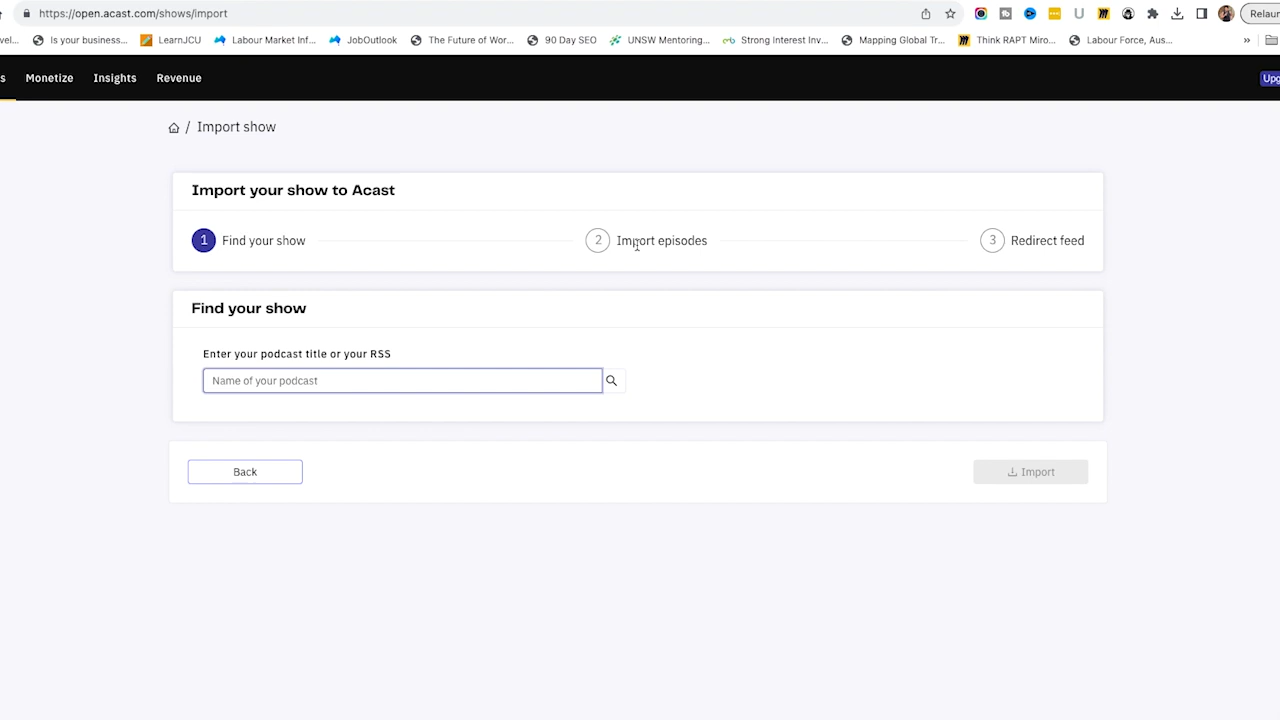 https://open.acast.com/shows/import
Relaun
vel... Is your business... LearnJCU Labour Market Inf... JobOutlook The Future of Wor... 90 Day SEO UNSW Mentoring... Strong Interest Inv... Mapping Global Tr... Think RAPT Miro... Labour Force, Aus... »
s Monetize Insights Revenue Upg
/ Import show
Import your show to Acast
1 Find your show 2 Import episodes 3 Redirect feed
Find your show
Enter your podcast title or your RSS
Name of your podcast
Back Import